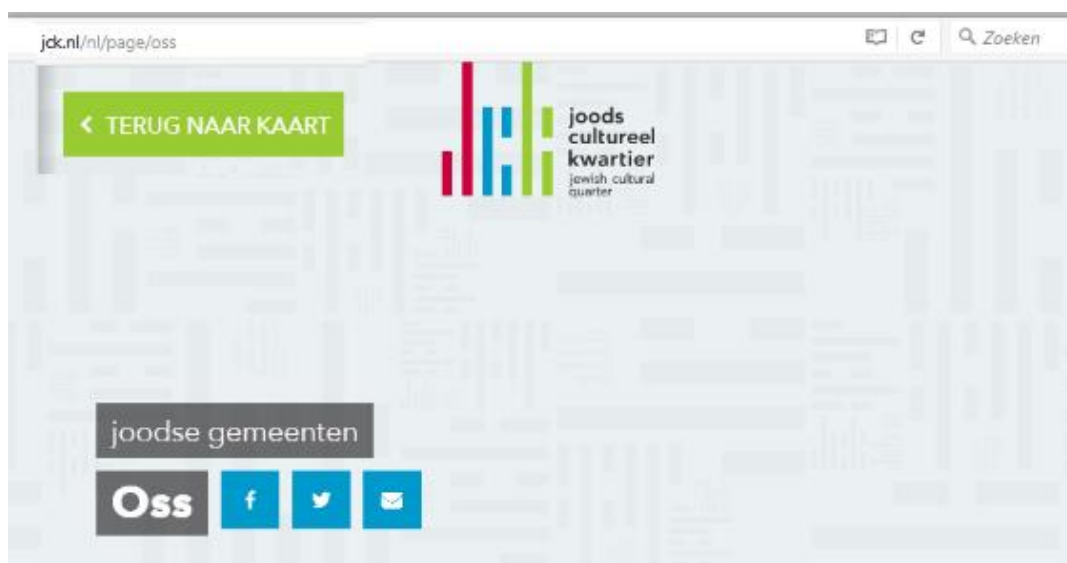 jck.nl/nl/page/oss
Zoeken
< TERUG NAAR KAART
joods
cultureel
kwartier
jewish cultural
quarter
joodse gemeenten
Oss